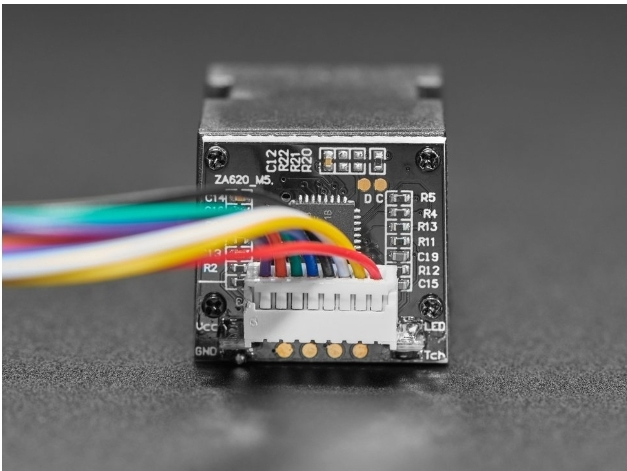 C12
R22
R21
R20
ZA620_M5.
D C
C14
R5
R4
R13
R11
C19
R2
R12
C15
Vcc
LED
GND
Tch